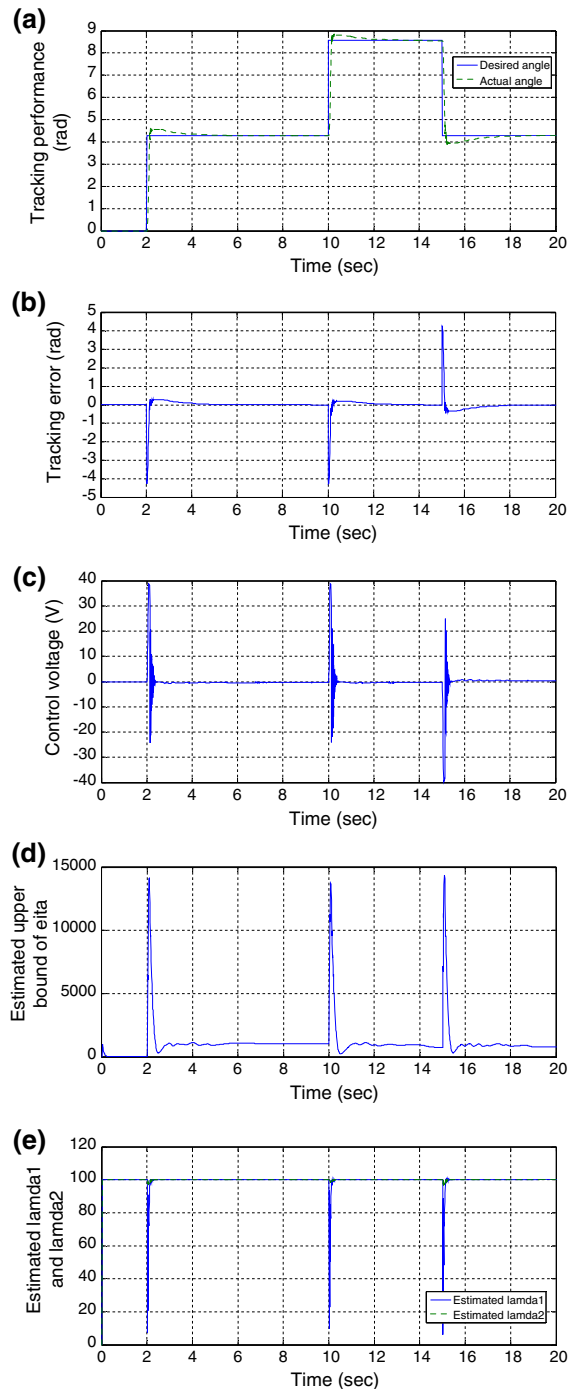 (a)
9
8
7
6
5
4
3
2
1
0
Tracking performance
(rad)
Desired angle
Actual angle
0 2 4 6 8 10 12 14 16 18 20
Time (sec)
(b)
5
4
3
2
1
0
-1
-2
-3
-4
-5
Tracking error (rad)
0 2 4 6 8 10 12 14 16 18 20
Time (sec)
(c)
40
30
20
10
0
-10
-20
-30
-40
Control voltage (V)
0 2 4 6 8 10 12 14 16 18 20
Time (sec)
(d)
15000
10000
5000
0
Estimated upper
bound of eita
0 2 4 6 8 10 12 14 16 18 20
Time (sec)
(e)
120
100
80
60
40
20
0
Estimated lamda1
and lamda2
Estimated lamda1
Estimated lamda2
0 2 4 6 8 10 12 14 16 18 20
Time (sec)